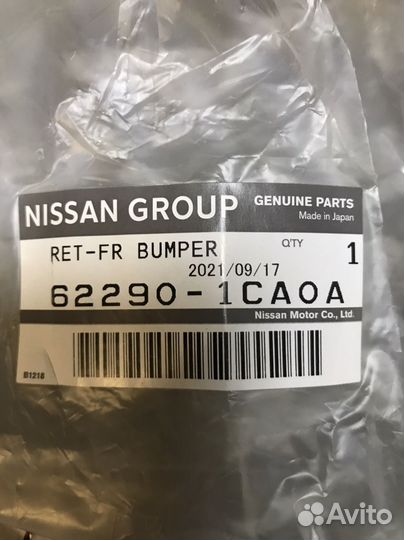 NISSAN GROUP
GENUINE PARTS
Made in Japan
RET-FR BUMPER
Q'TY 1
2021/09/17
62290-1CA0A
Nissan Motor Co., Ltd.
B1218
Avito